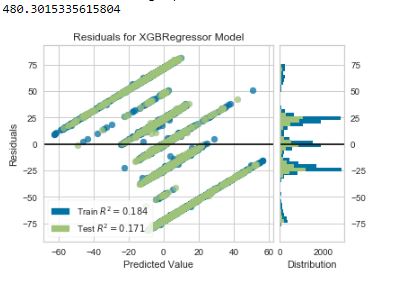 480.3015335615804
Residuals for XGBRegressor Model
75
50
25
0
−25
−50
−75
Residuals
Train R² = 0.184
Test R² = 0.171
−60 −40 −20 0 20 40 60
Predicted Value
75
50
25
0
−25
−50
−75
0 2000
Distribution